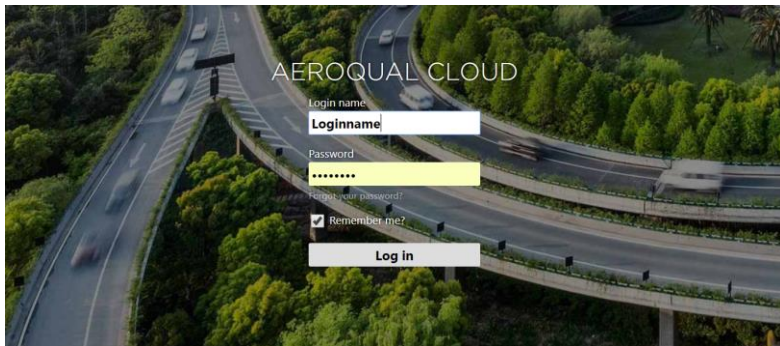 AEROQUAL CLOUD
Login name
Loginname
Password
••••••••
Forgot your password?
Remember me?
Log in